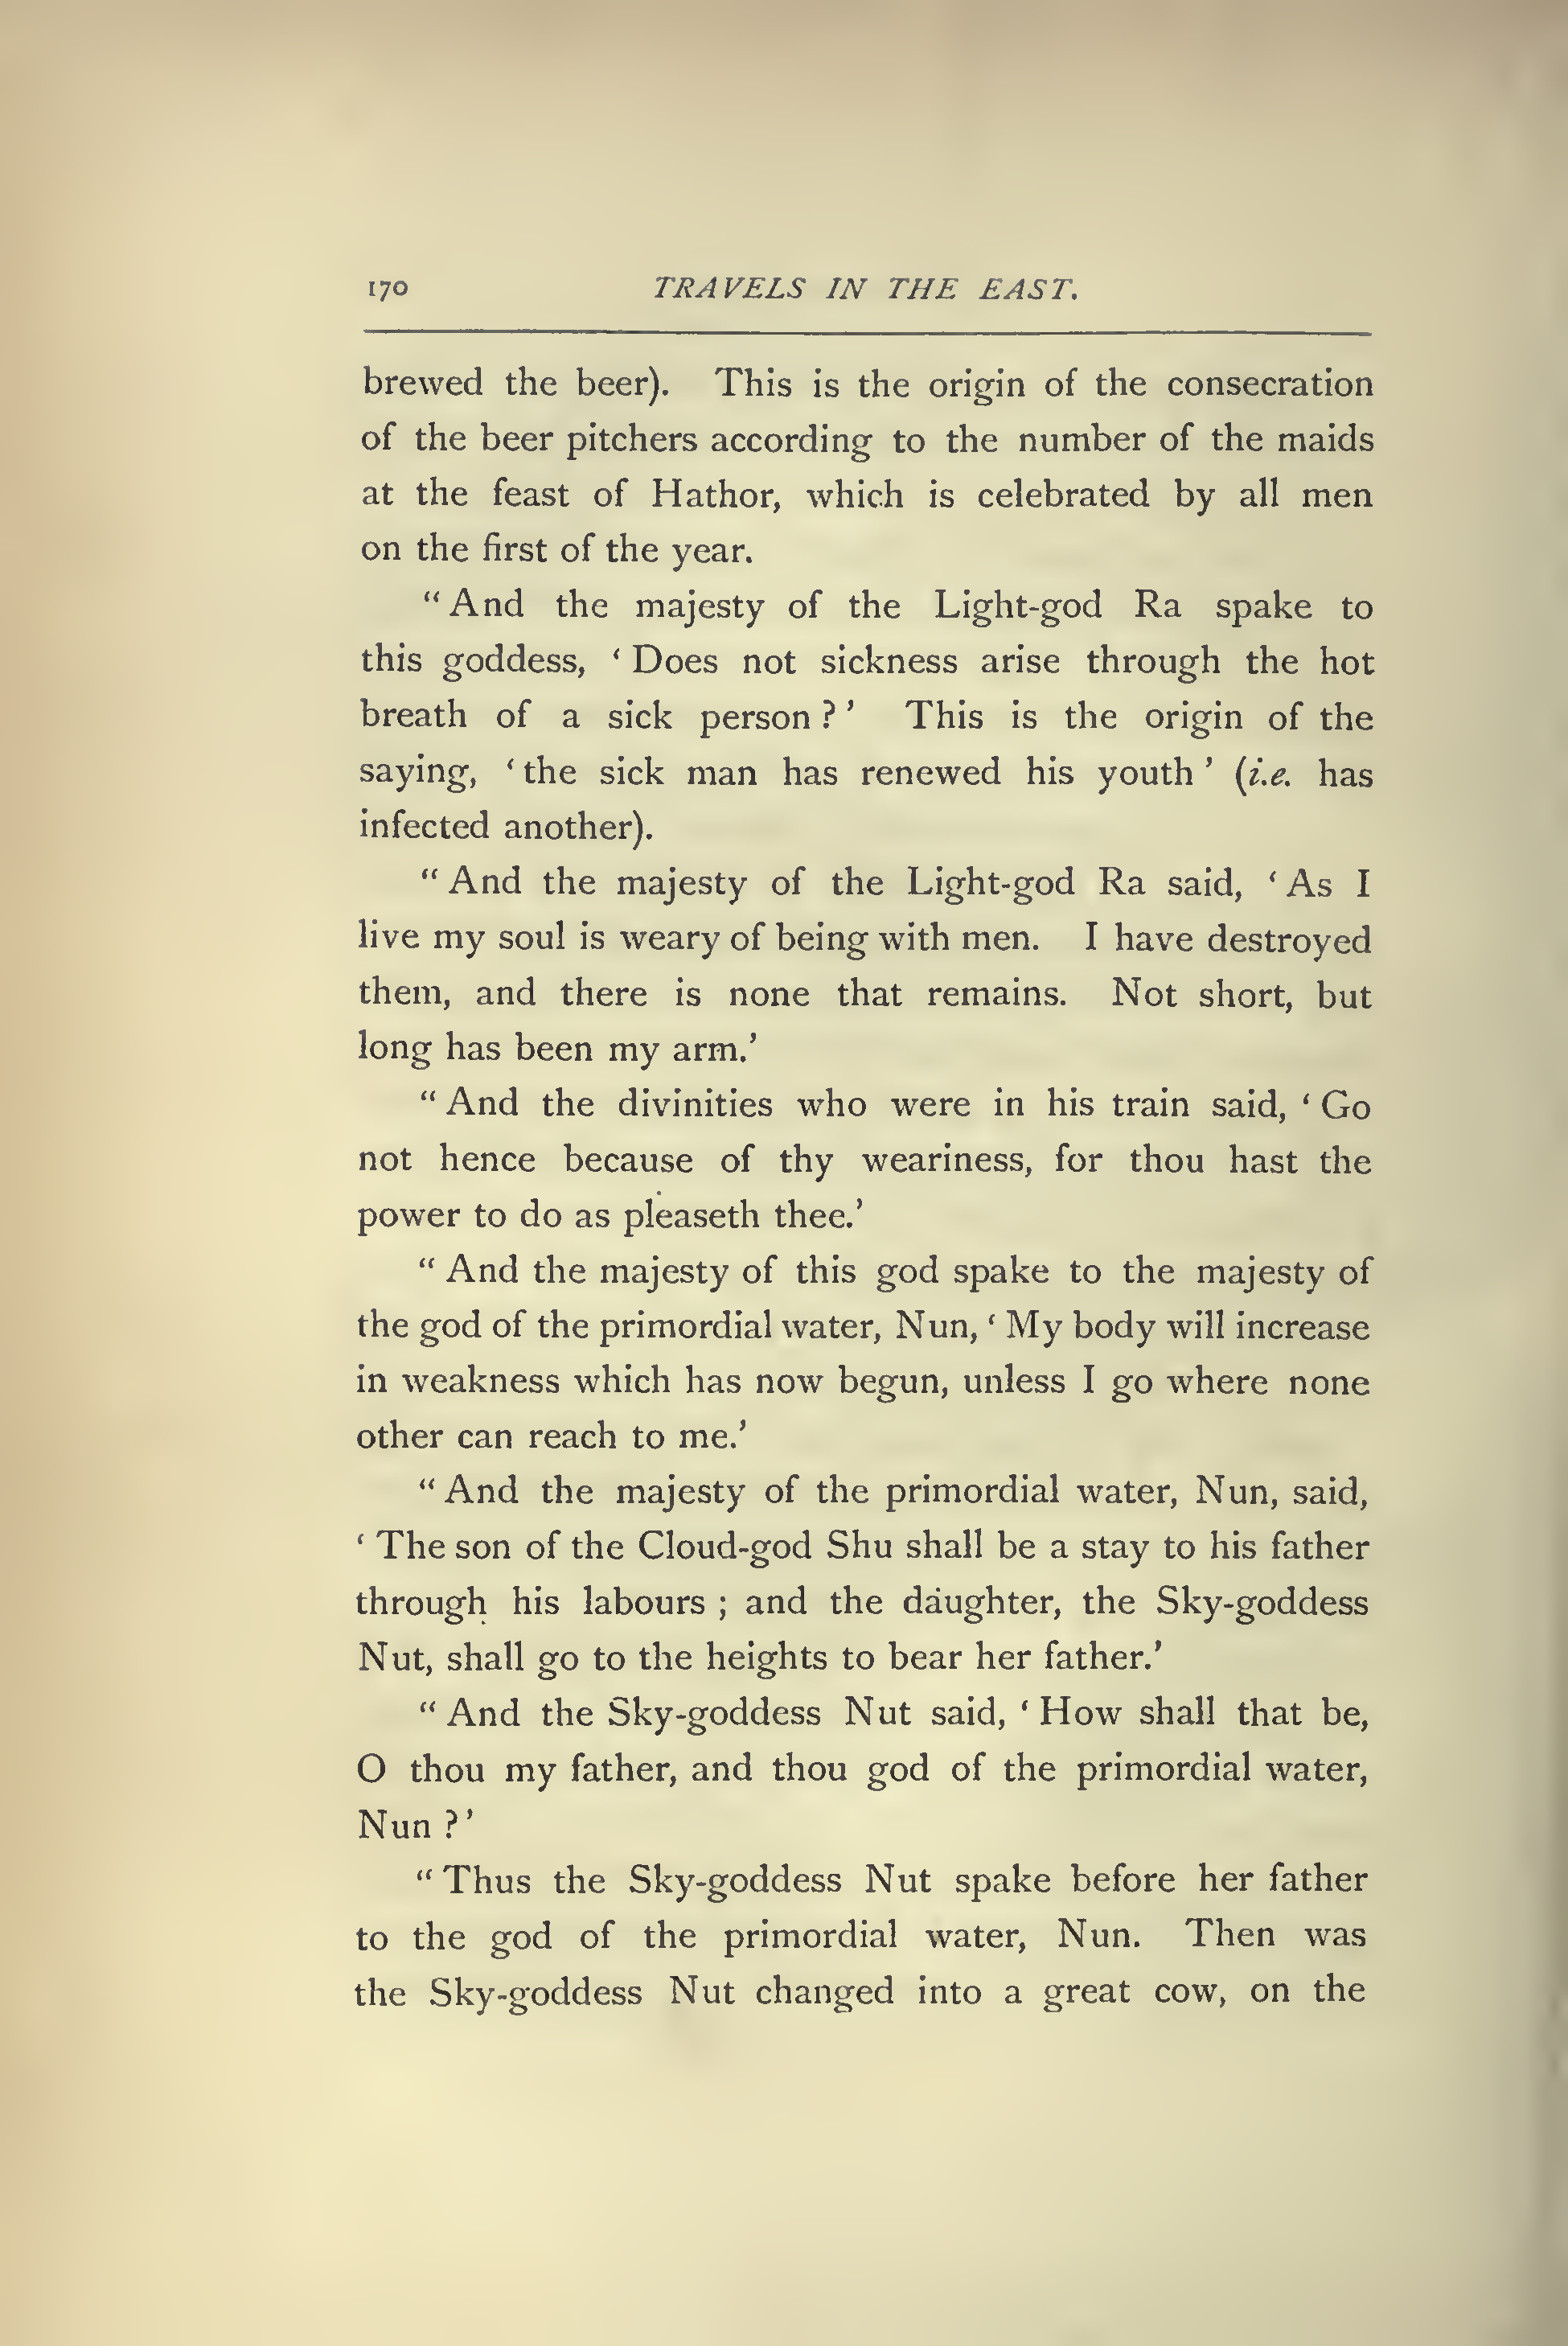 170 TRAVELS IN THE EAST.
brewed the beer). This is the origin of the consecration
of the beer pitchers according to the number of the maids
at the feast of Hathor, which is celebrated by all men
on the first of the year.
“And the majesty of the Light-god Ra spake to
this goddess, ‘Does not sickness arise through the hot
breath of a sick person?’ This is the origin of the
saying, ‘the sick man has renewed his youth’ (i.e. has
infected another).
“And the majesty of the Light-god Ra said, ‘As I
live my soul is weary of being with men. I have destroyed
them, and there is none that remains. Not short, but
long has been my arm.’
“And the divinities who were in his train said, ‘Go
not hence because of thy weariness, for thou hast the
power to do as pleaseth thee.’
“And the majesty of this god spake to the majesty of
the god of the primordial water, Nun, ‘My body will increase
in weakness which has now begun, unless I go where none
other can reach to me.’
“And the majesty of the primordial water, Nun, said,
‘The son of the Cloud-god Shu shall be a stay to his father
through his labours; and the daughter, the Sky-goddess
Nut, shall go to the heights to bear her father.’
“And the Sky-goddess Nut said, ‘How shall that be,
O thou my father, and thou god of the primordial water,
Nun?’
“Thus the Sky-goddess Nut spake before her father
to the god of the primordial water, Nun. Then was
the Sky-goddess Nut changed into a great cow, on the